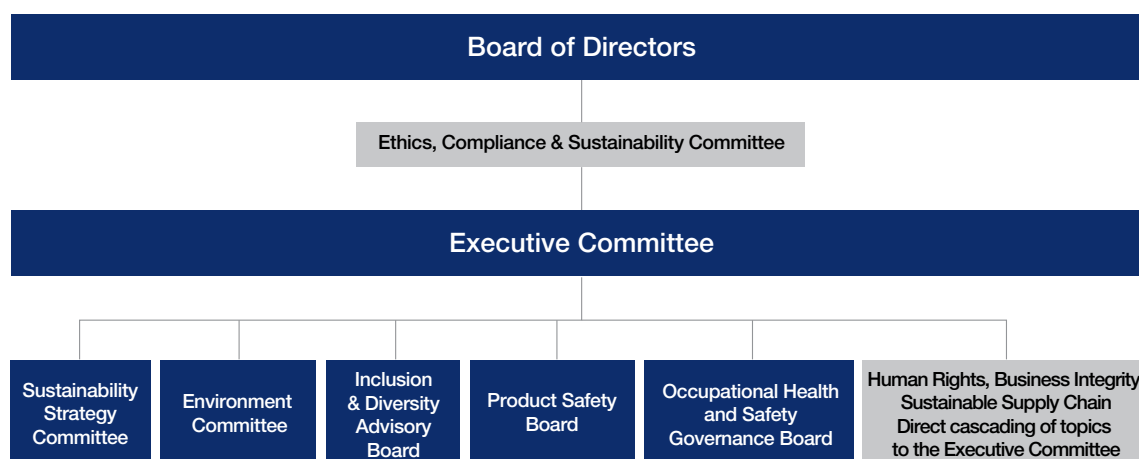 Board of Directors
Ethics, Compliance & Sustainability Committee
Executive Committee
Sustainability
Strategy
Committee
Environment
Committee
Inclusion
& Diversity
Advisory
Board
Product Safety
Board
Occupational Health
and Safety
Governance Board
Human Rights, Business Integrity
Sustainable Supply Chain
Direct cascading of topics
to the Executive Committee